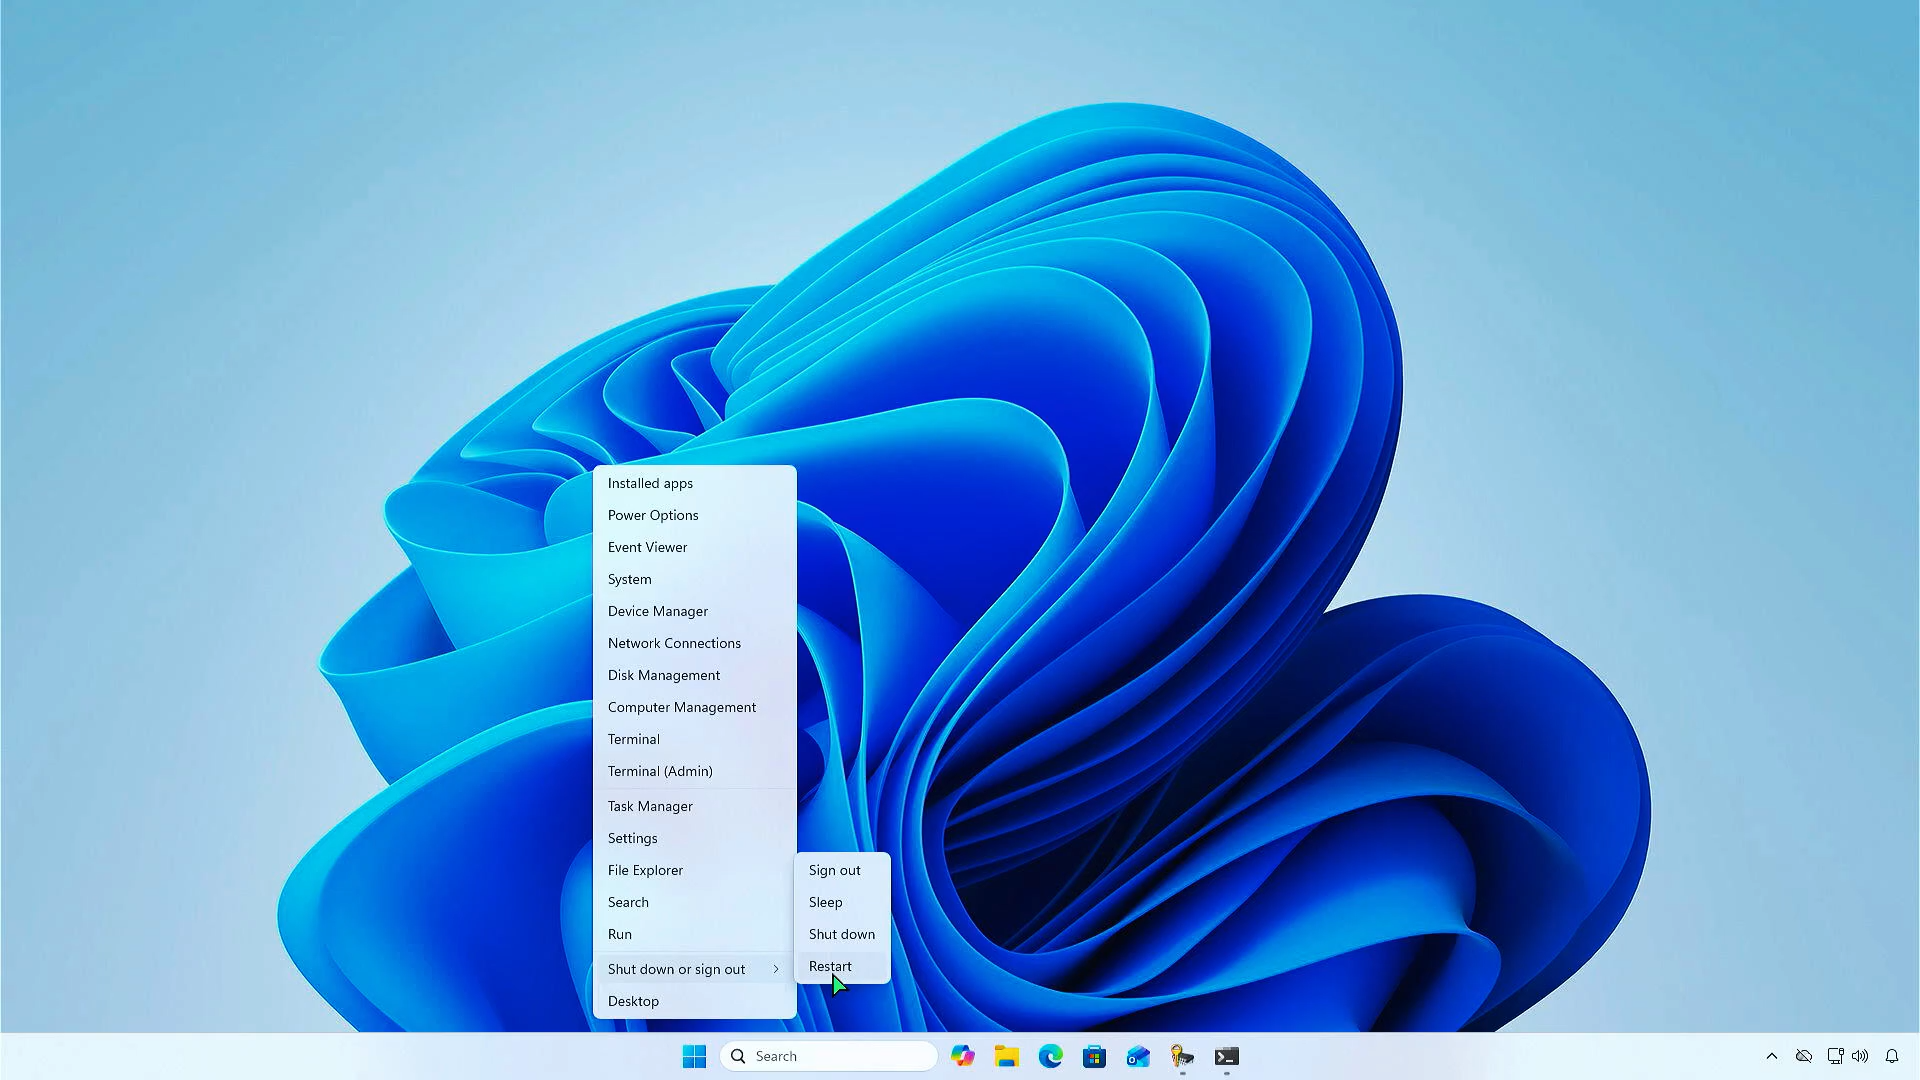 Installed apps
Power Options
Event Viewer
System
Device Manager
Network Connections
Disk Management
Computer Management
Terminal
Terminal (Admin)
Task Manager
Settings
File Explorer
Search
Run
Shut down or sign out
Desktop
Sign out
Sleep
Shut down
Restart
Search